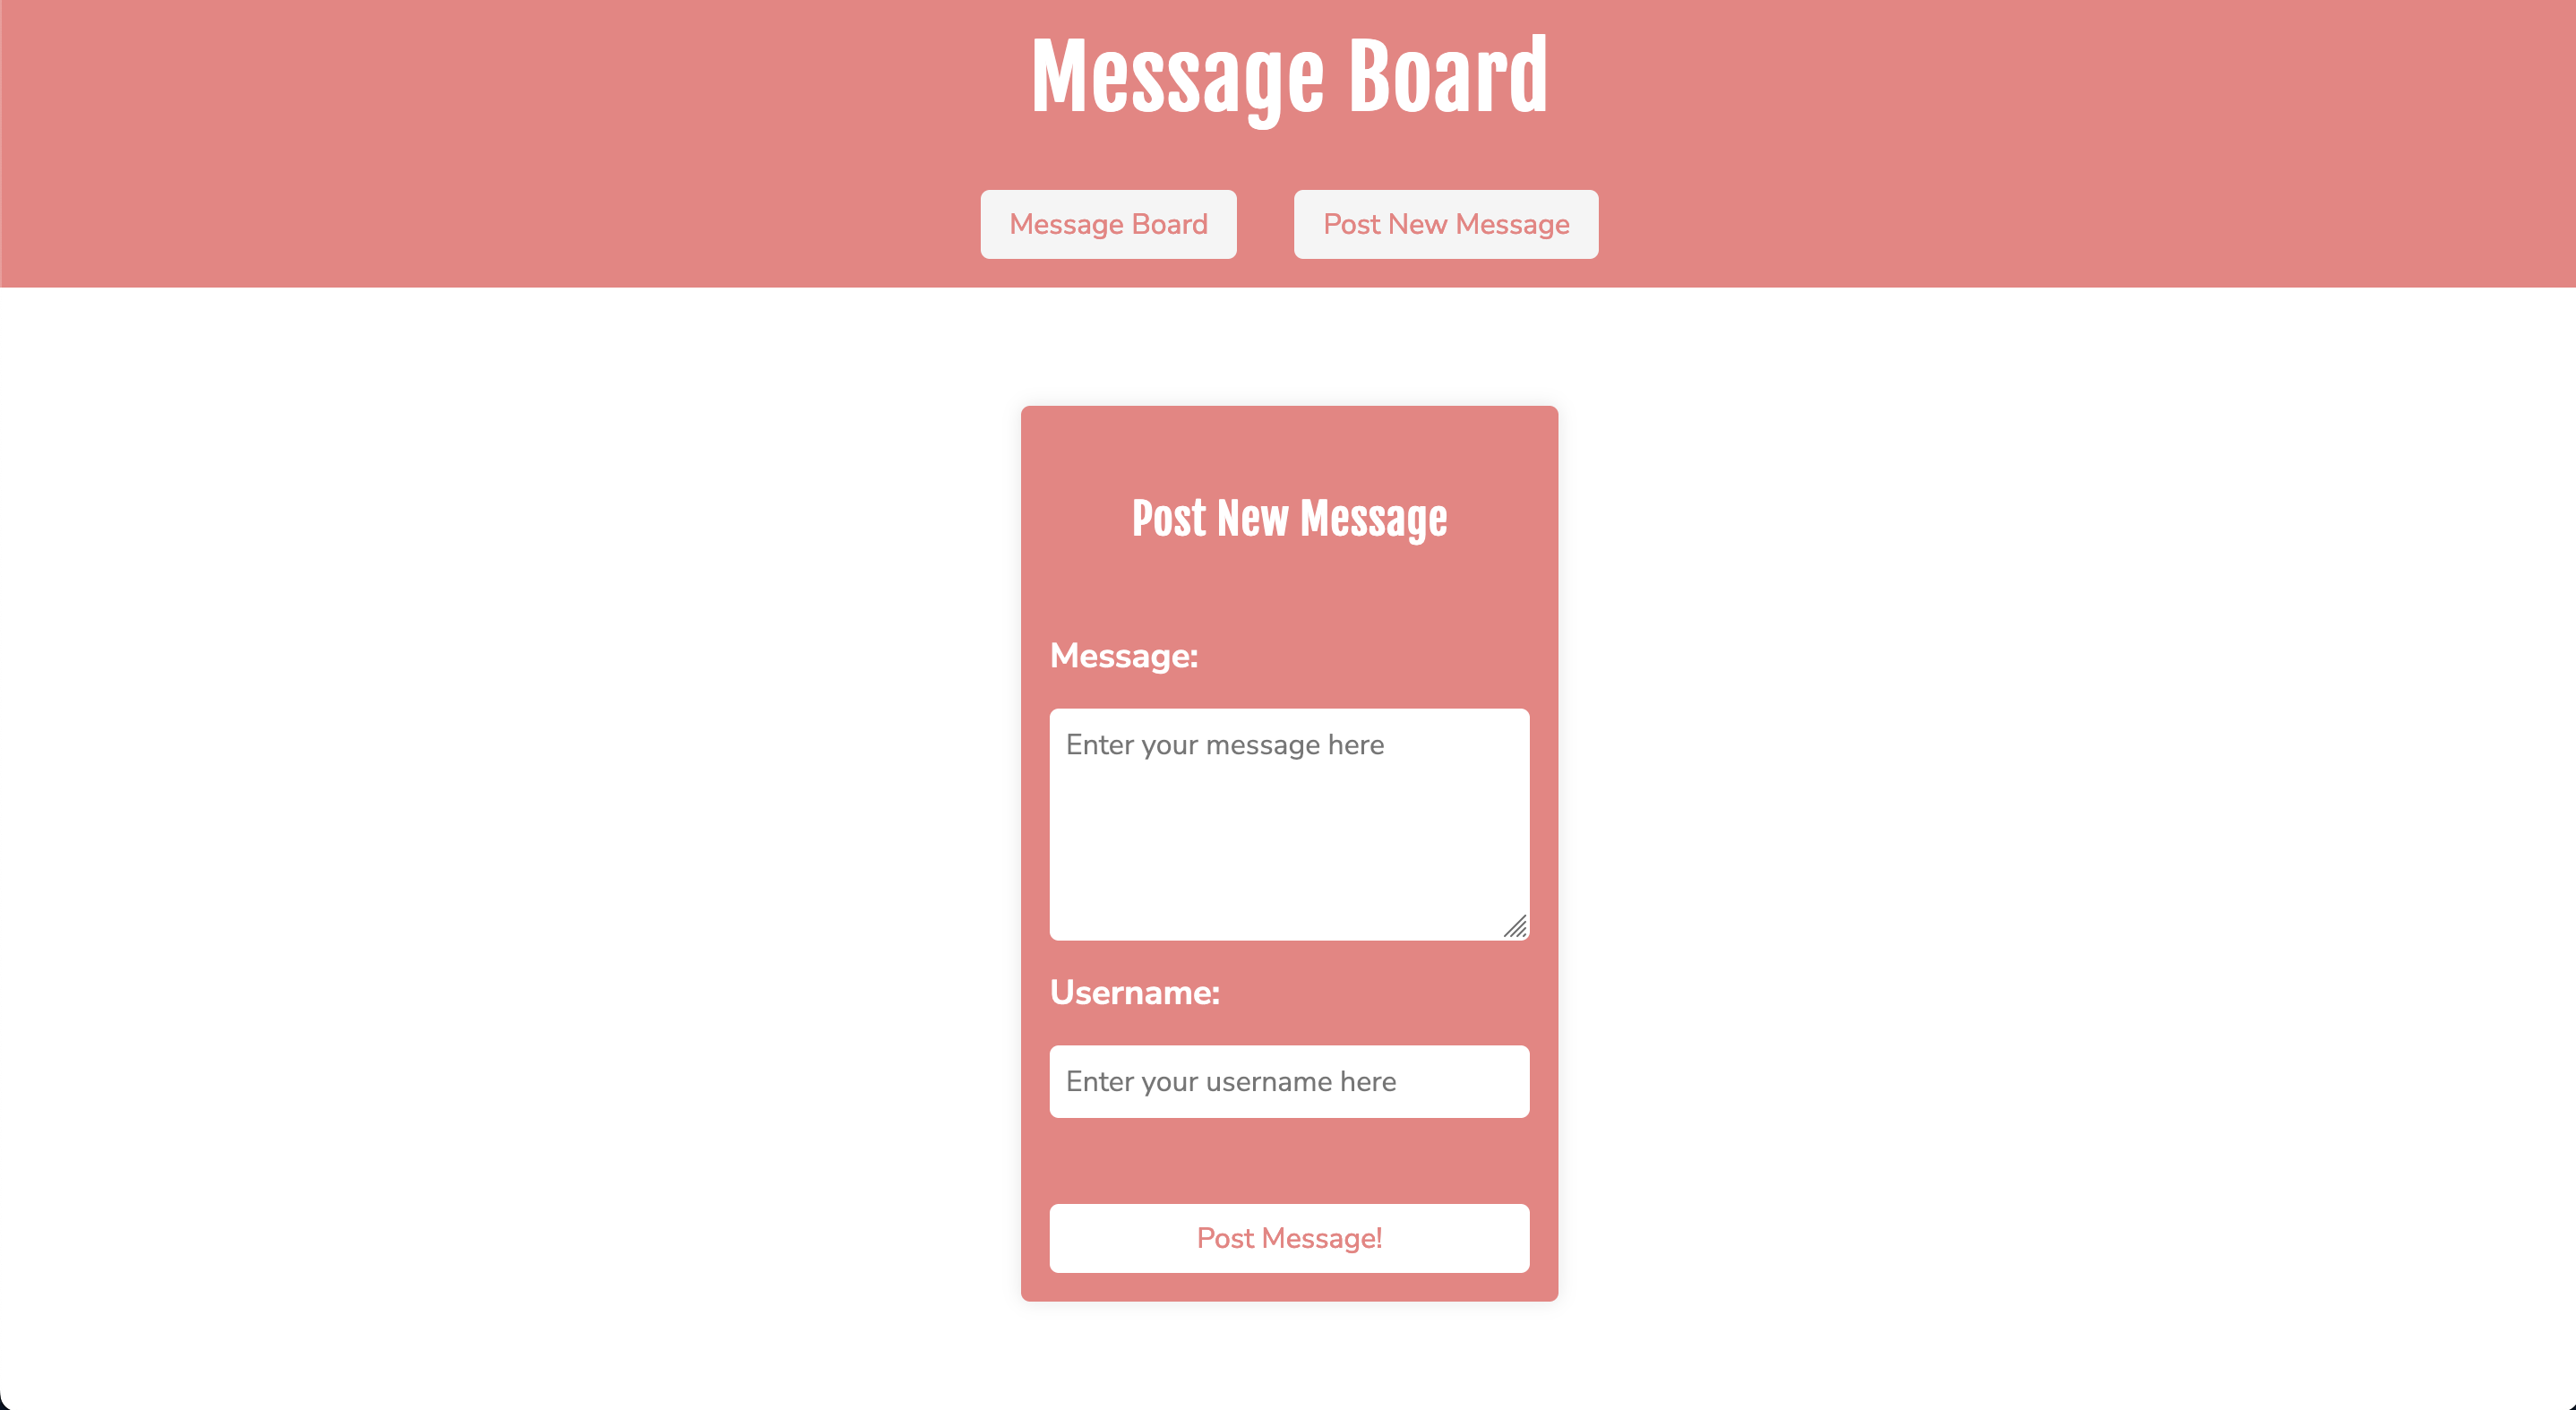 Message Board
Message Board Post New Message
Post New Message
Message:
Enter your message here
Username:
Enter your username here
Post Message!